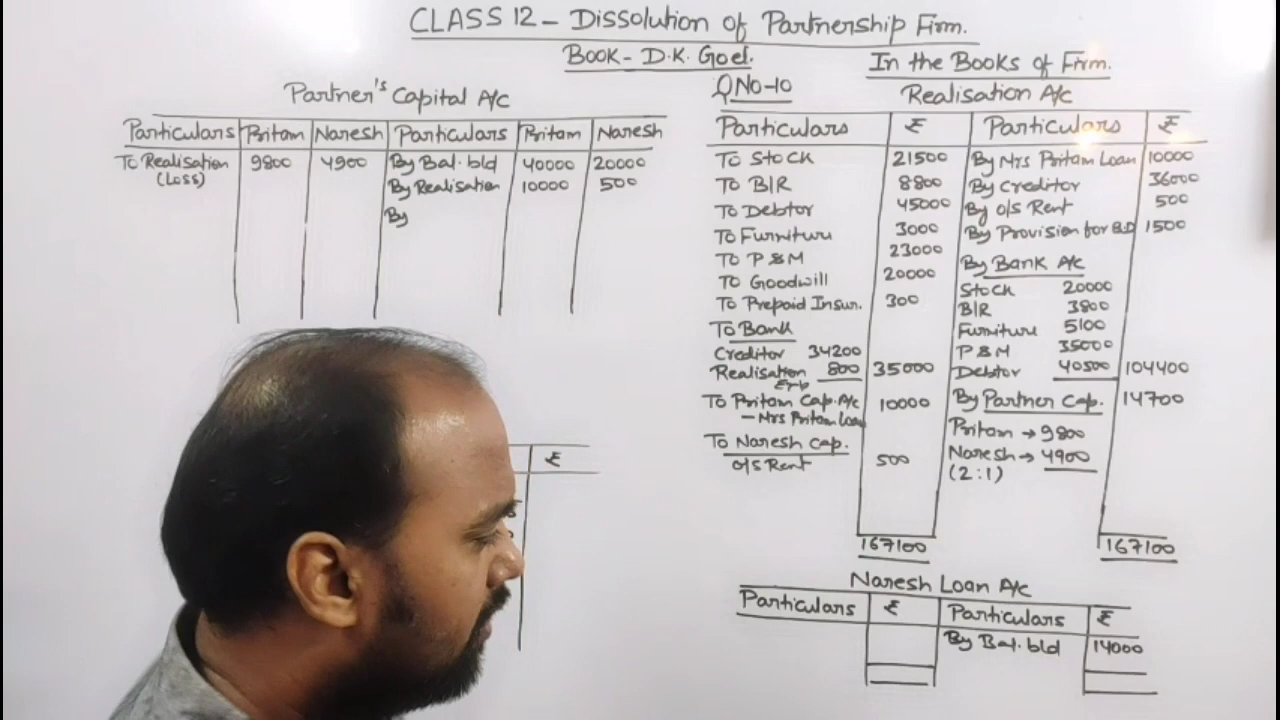 CLASS 12 - Dissolution of Partnership Firm.
BOOK - D.K. Goel.
In the Books of Firm.
Partner's Capital A/c
Particulars Pritam Naresh Particulars Pritam Naresh
To Realisation 9800 4900 By Bal. b/d 40000 20000
(Loss) By Realisation 10000 500
By
₹
Q No-10 Realisation A/c
Particulars ₹ Particulars ₹
To Stock 21500 By Mrs Pritam Loan 10000
To B/R 8800 By Creditor 36000
To Debtor 45000 By O/S Rent 500
To Furniture 3000 By Provision for B.D 1500
To P&M 23000 By Bank A/c
To Goodwill 20000 Stock 20000
To Prepaid Insur. 300 B/R 3800
To Bank Furniture 5100
Creditor 34200 P&M 35000
Realisation 800 35000 Debtor 40500 104400
Exp
To Pritam Cap. A/c 10000 By Partner Cap. 14700
- Mrs Pritam Loan Pritam → 9800
To Naresh Cap. Naresh → 4900
O/S Rent 500 (2:1)
167100 167100
Naresh Loan A/c
Particulars ₹ Particulars ₹
By Bal. b/d 14000